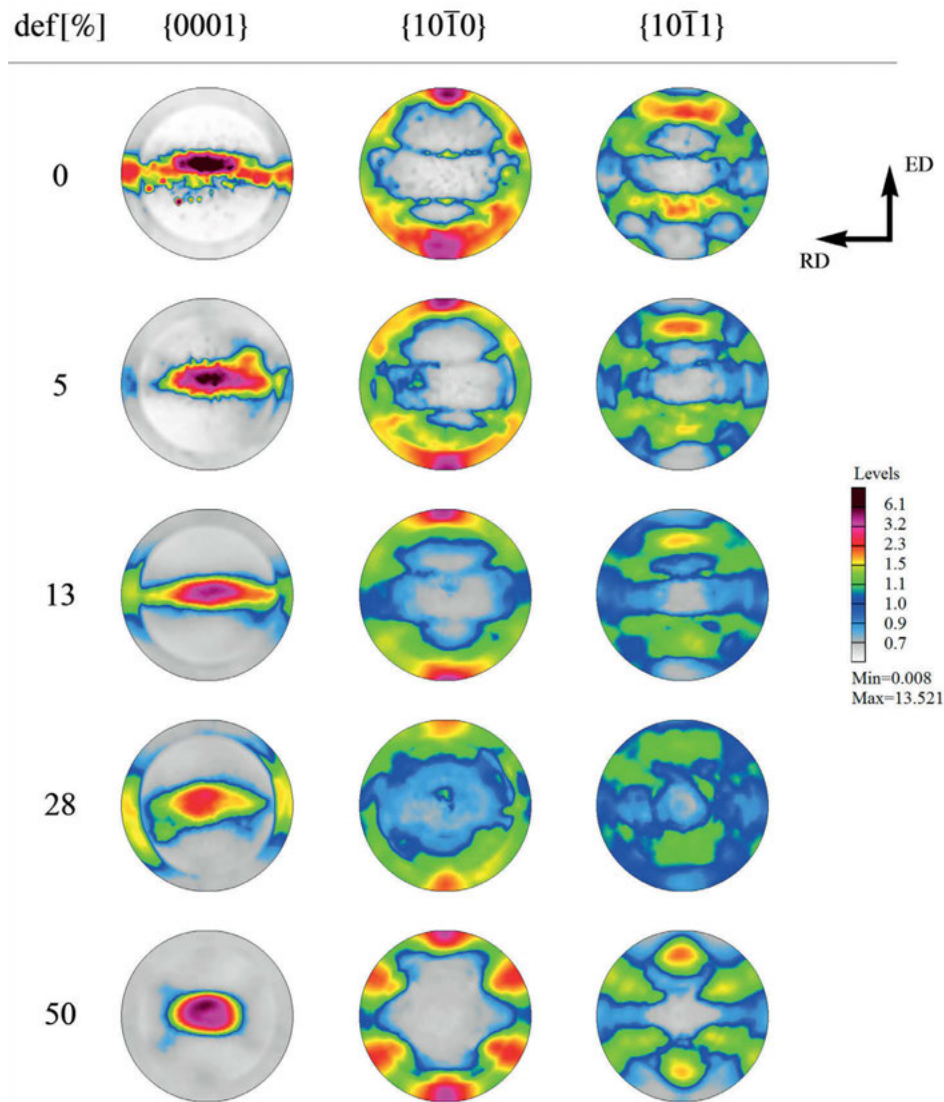 def[%] {0001} {101̅0} {101̅1}
0
ED
RD
5
Levels
6.1
3.2
2.3
1.5
1.1
1.0
0.9
0.7
Min=0.008
Max=13.521
13
28
50